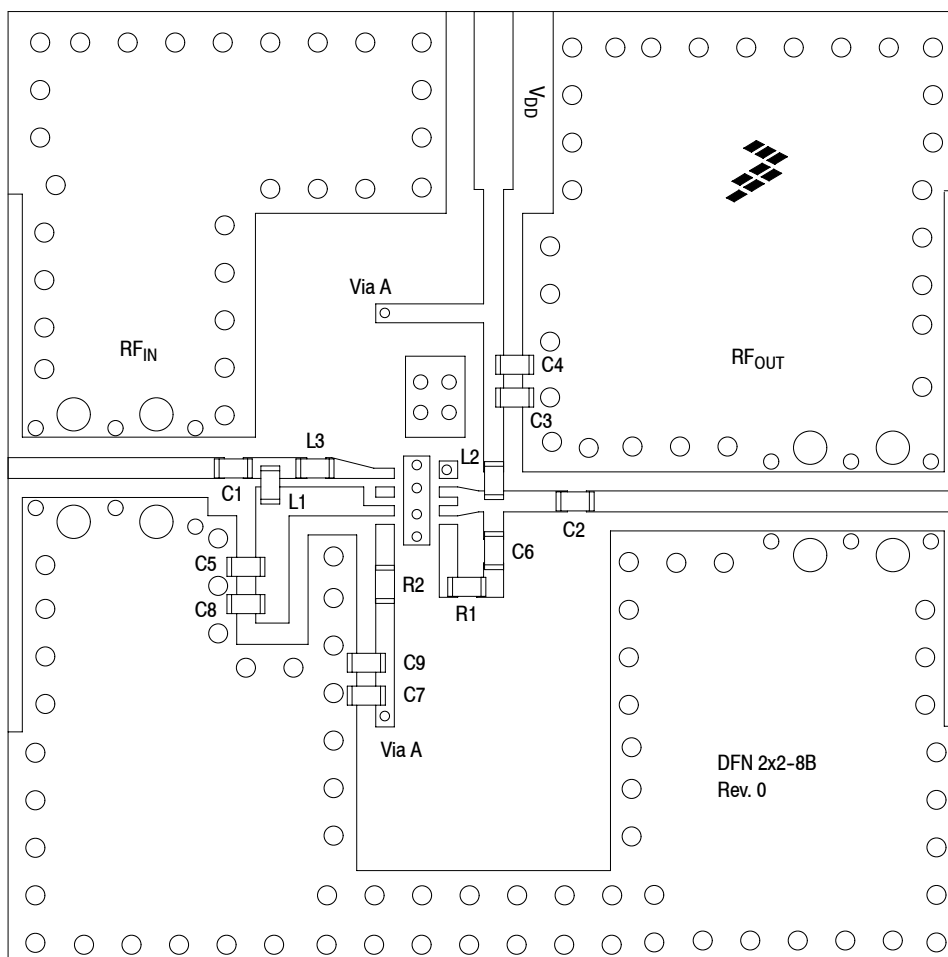 VDD
Via A
RFIN
RFOUT
C4
C3
L3
L2
C1
L1
C2
C5
R2
C6
C8
R1
C9
C7
Via A
DFN 2x2-8B
Rev. 0